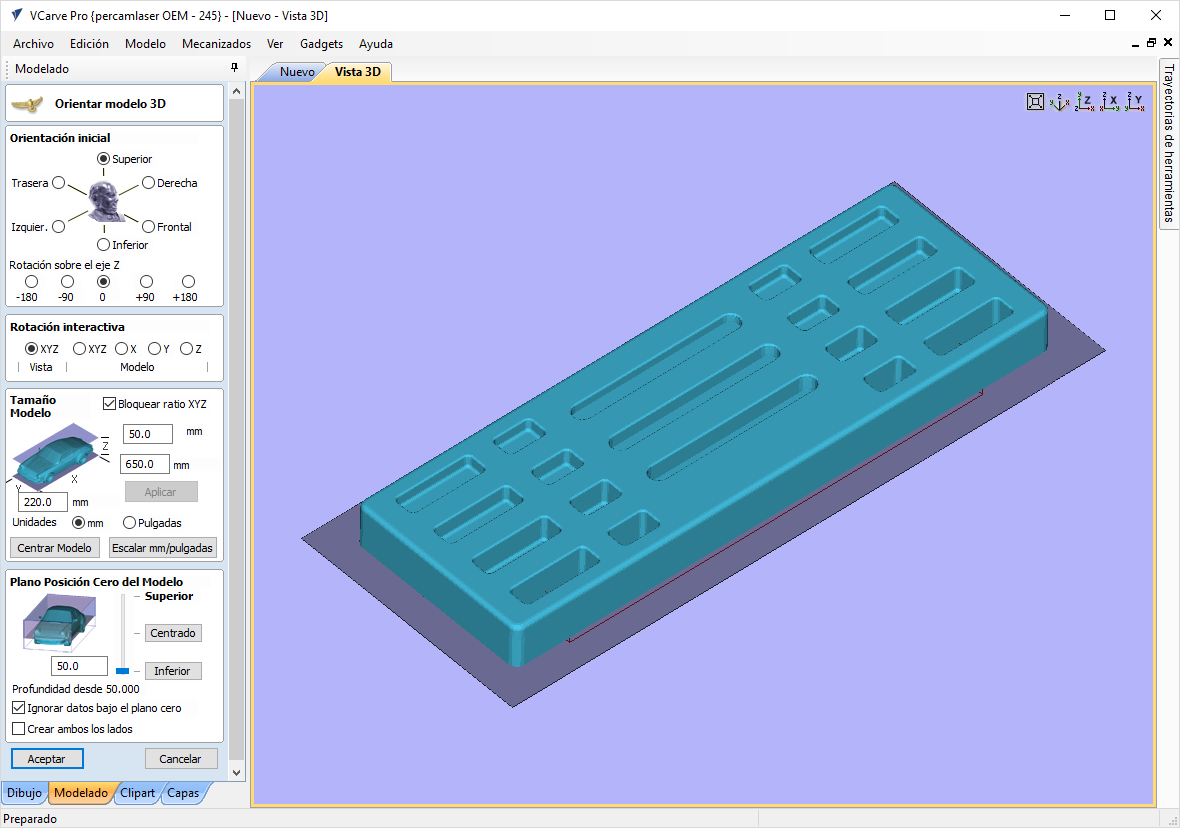 VCarve Pro {percamlaser OEM - 245} - [Nuevo - Vista 3D]
Archivo Edición Modelo Mecanizados Ver Gadgets Ayuda
Modelado
Nuevo Vista 3D
Orientar modelo 3D
Orientación inicial
Superior
Trasera Derecha
Izquier. Frontal
Inferior
Rotación sobre el eje Z
-180 -90 0 +90 +180
Rotación interactiva
XYZ XYZ X Y Z
Vista Modelo
Tamaño
Modelo
Bloquear ratio XYZ
50.0 mm
Z
650.0 mm
X
Y
Aplicar
220.0 mm
Unidades mm Pulgadas
Centrar Modelo Escalar mm/pulgadas
Plano Posición Cero del Modelo
Superior
Centrado
50.0 Inferior
Profundidad desde 50.000
Ignorar datos bajo el plano cero
Crear ambos los lados
Aceptar Cancelar
Dibujo Modelado Clipart Capas
Preparado
Trayectorias de herramientas